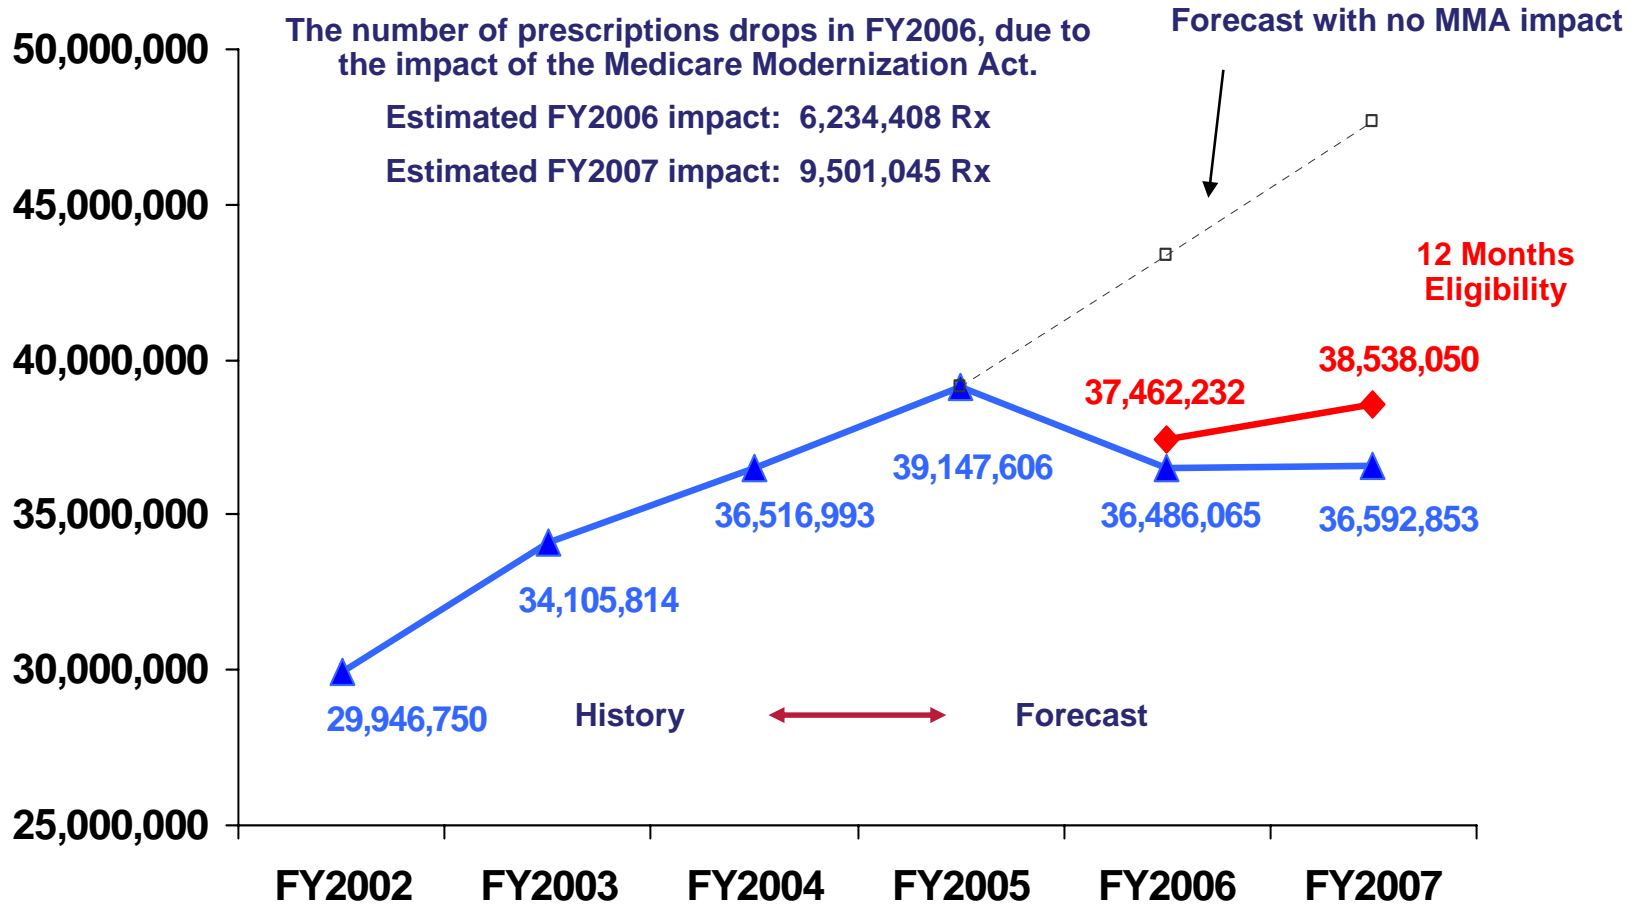 The number of prescriptions drops in FY2006, due to
the impact of the Medicare Modernization Act.
Estimated FY2006 impact:  6,234,408 Rx
Estimated FY2007 impact:  9,501,045 Rx
Forecast with no MMA impact
50,000,000
45,000,000
40,000,000
35,000,000
30,000,000
25,000,000
12 Months
Eligibility
38,538,050
37,462,232
39,147,606
36,516,993
36,486,065
36,592,853
34,105,814
29,946,750
History
Forecast
FY2002
FY2003
FY2004
FY2005
FY2006
FY2007